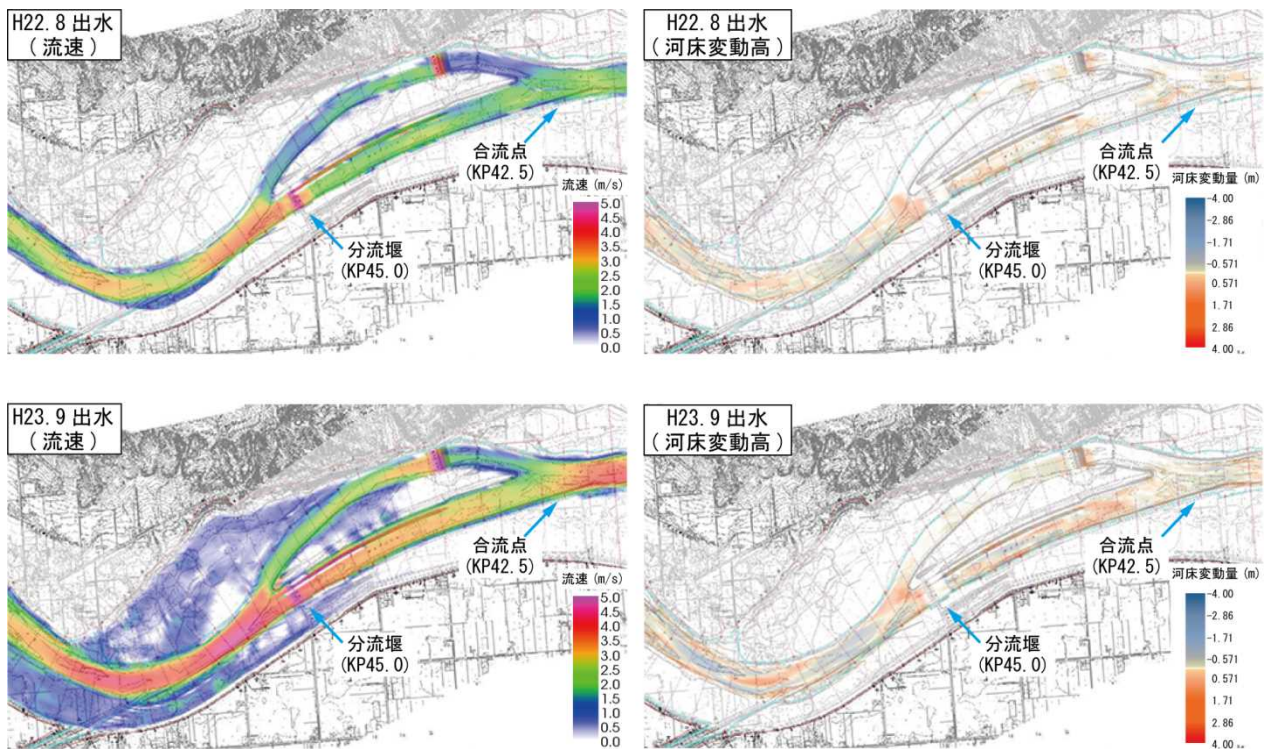 H22.8 出水
(流速)
合流点
(KP42.5)
分流堰
(KP45.0)
流速 (m/s)
5.0
4.5
4.0
3.5
3.0
2.5
2.0
1.5
1.0
0.5
0.0
H22.8 出水
(河床変動高)
合流点
(KP42.5)
分流堰
(KP45.0)
河床変動量 (m)
-4.00
-2.86
-1.71
-0.571
0.571
1.71
2.86
4.00
H23.9 出水
(流速)
合流点
(KP42.5)
分流堰
(KP45.0)
流速 (m/s)
5.0
4.5
4.0
3.5
3.0
2.5
2.0
1.5
1.0
0.5
0.0
H23.9 出水
(河床変動高)
合流点
(KP42.5)
分流堰
(KP45.0)
河床変動量 (m)
-4.00
-2.86
-1.71
-0.571
0.571
1.71
2.86
4.00